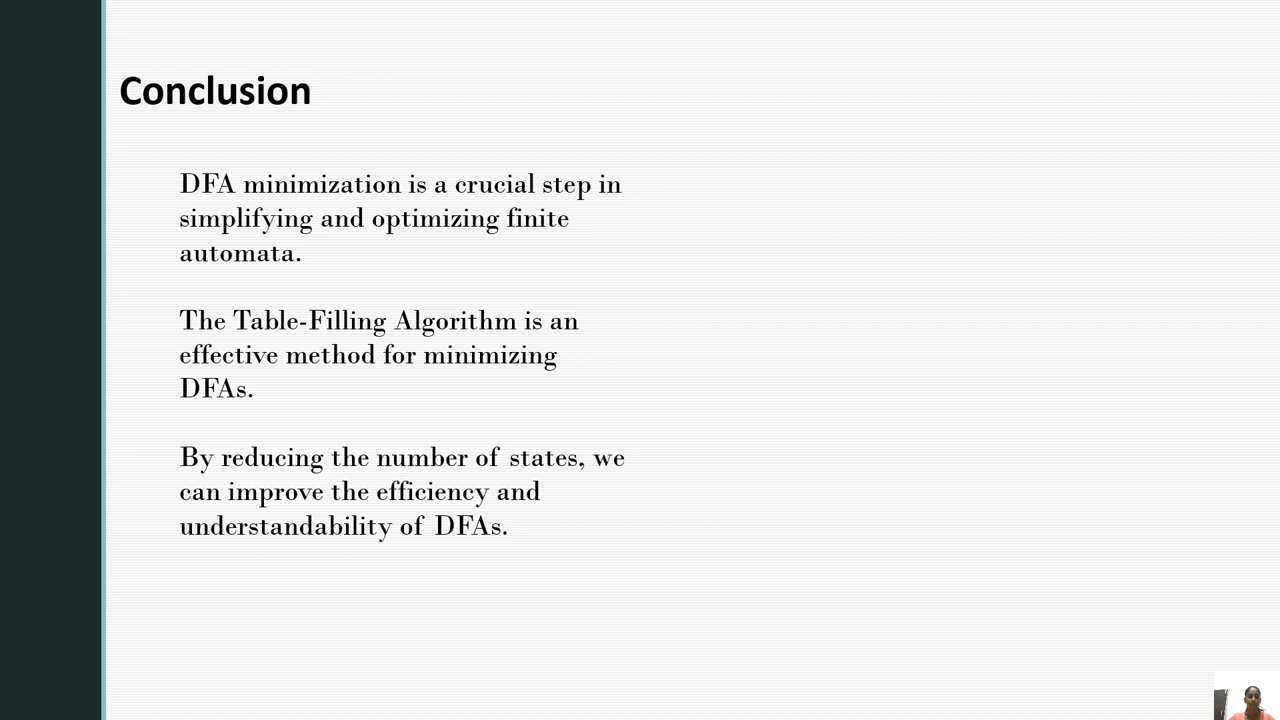 Conclusion
DFA minimization is a crucial step in
simplifying and optimizing finite
automata.
The Table-Filling Algorithm is an
effective method for minimizing
DFAs.
By reducing the number of states, we
can improve the efficiency and
understandability of DFAs.